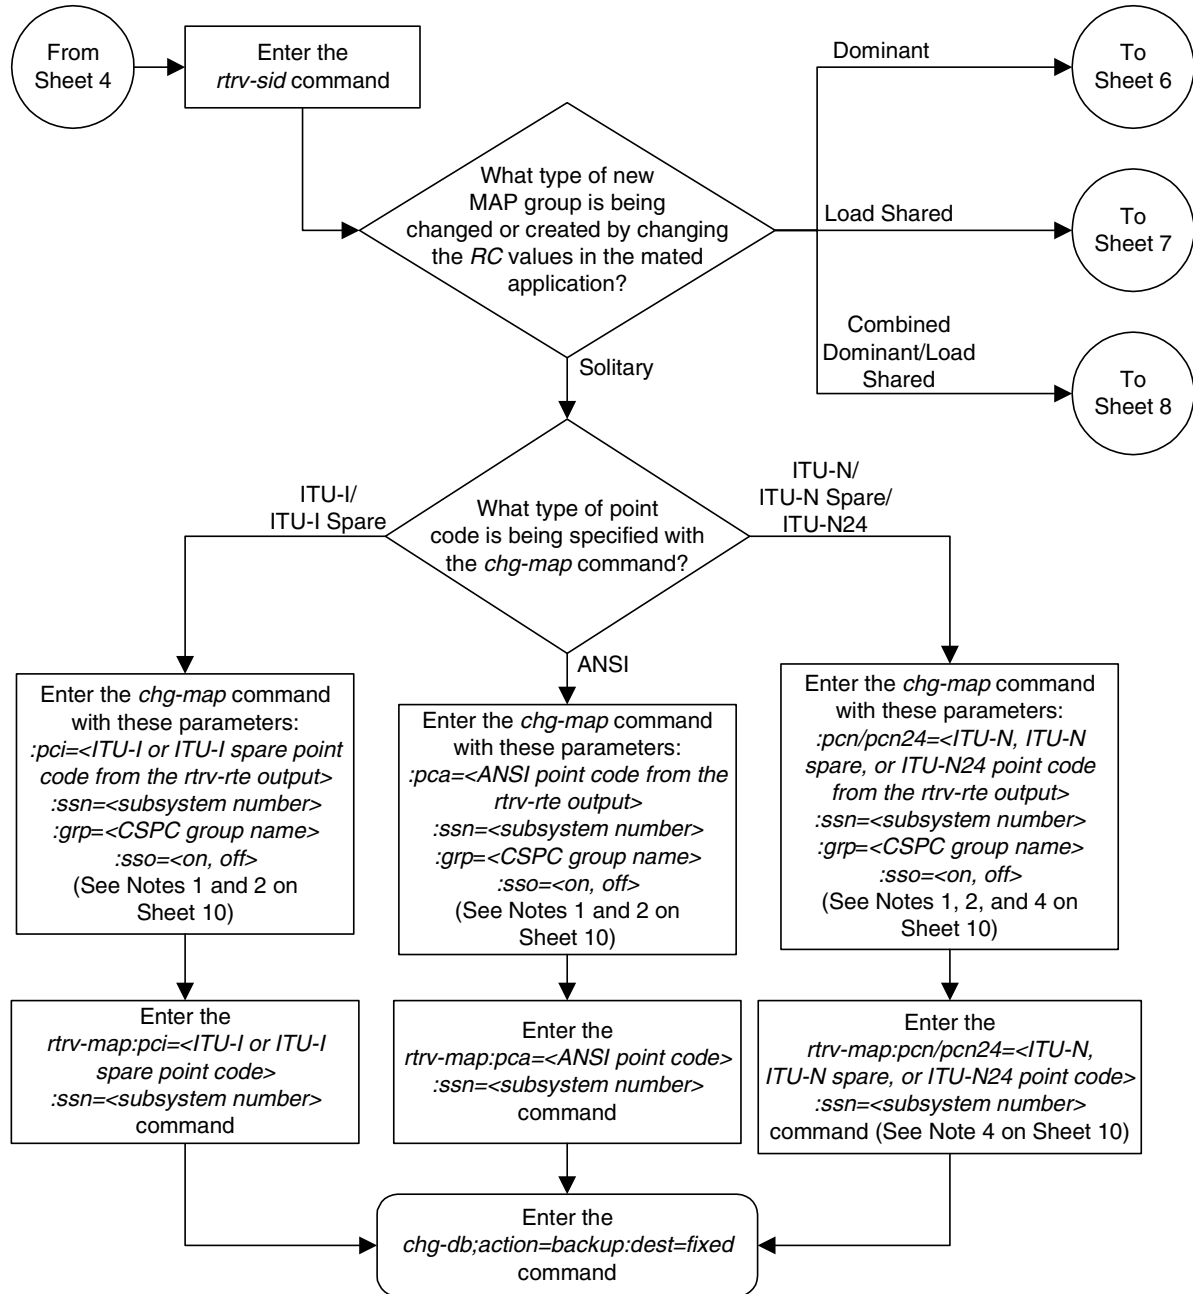 From
Sheet 4
Enter the
rtrv-sid command
Dominant
To
Sheet 6
What type of new
MAP group is being
changed or created by changing
the RC values in the mated
application?
Load Shared
To
Sheet 7
Combined
Dominant/Load
Shared
To
Sheet 8
Solitary
ITU-I/
ITU-I Spare
What type of point
code is being specified with
the chg-map command?
ITU-N/
ITU-N Spare/
ITU-N24
ANSI
Enter the chg-map command
with these parameters:
:pci=<ITU-I or ITU-I spare point
code from the rtrv-rte output>
:ssn=<subsystem number>
:grp=<CSPC group name>
:sso=<on, off>
(See Notes 1 and 2 on
Sheet 10)
Enter the chg-map command
with these parameters:
:pca=<ANSI point code from the
rtrv-rte output>
:ssn=<subsystem number>
:grp=<CSPC group name>
:sso=<on, off>
(See Notes 1 and 2 on
Sheet 10)
Enter the chg-map command
with these parameters:
:pcn/pcn24=<ITU-N, ITU-N
spare, or ITU-N24 point code
from the rtrv-rte output>
:ssn=<subsystem number>
:grp=<CSPC group name>
:sso=<on, off>
(See Notes 1, 2, and 4 on
Sheet 10)
Enter the
rtrv-map:pci=<ITU-I or ITU-I
spare point code>
:ssn=<subsystem number>
command
Enter the
rtrv-map:pca=<ANSI point code>
:ssn=<subsystem number>
command
Enter the
rtrv-map:pcn/pcn24=<ITU-N,
ITU-N spare, or ITU-N24 point code>
:ssn=<subsystem number>
command (See Note 4 on Sheet 10)
Enter the
chg-db;action=backup:dest=fixed
command